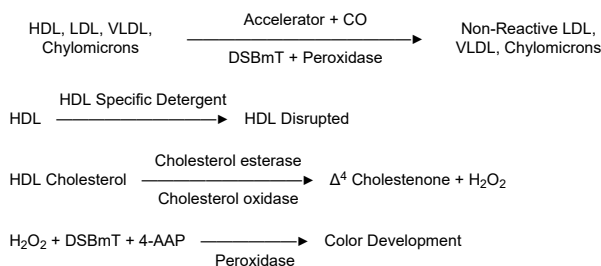 HDL, LDL, VLDL, Chylomicrons
Accelerator + CO
DSBmT + Peroxidase
Non-Reactive LDL, VLDL, Chylomicrons
HDL
HDL Specific Detergent
HDL Disrupted
HDL Cholesterol
Cholesterol esterase
Cholesterol oxidase
Δ⁴ Cholestenone + H₂O₂
H₂O₂ + DSBmT + 4-AAP
Peroxidase
Color Development